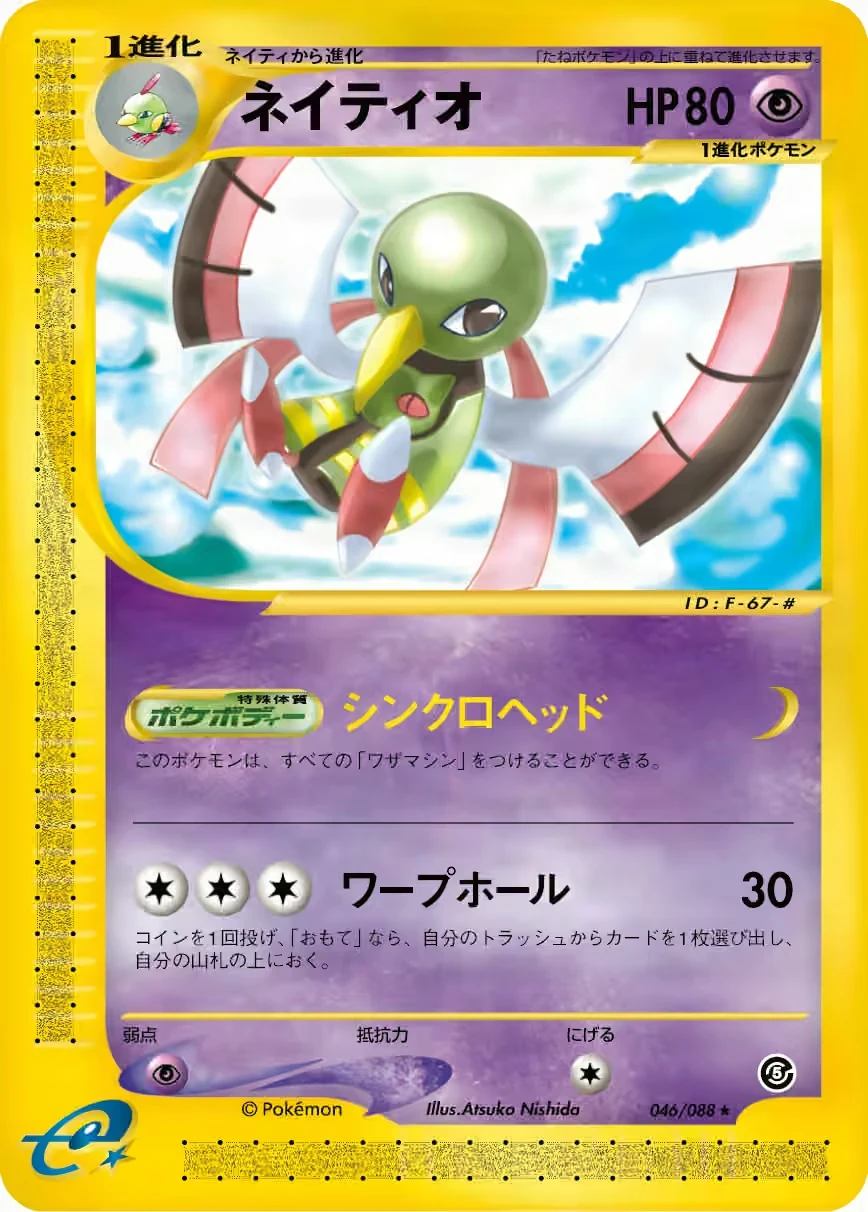 1進化
ネイティから進化
「たねポケモン」の上に重ねて進化させます。
ネイティオ
HP80
1進化ポケモン
ID : F-67-#
特殊体質
ポケボディー
シンクロヘッド
このポケモンは、すべての「ワザマシン」をつけることができる。
ワープホール
30
コインを1回投げ、「おもて」なら、自分のトラッシュからカードを1枚選び出し、
自分の山札の上におく。
弱点
抵抗力
にげる
5
© Pokémon
Illus.Atsuko Nishida
046/088 ★
e